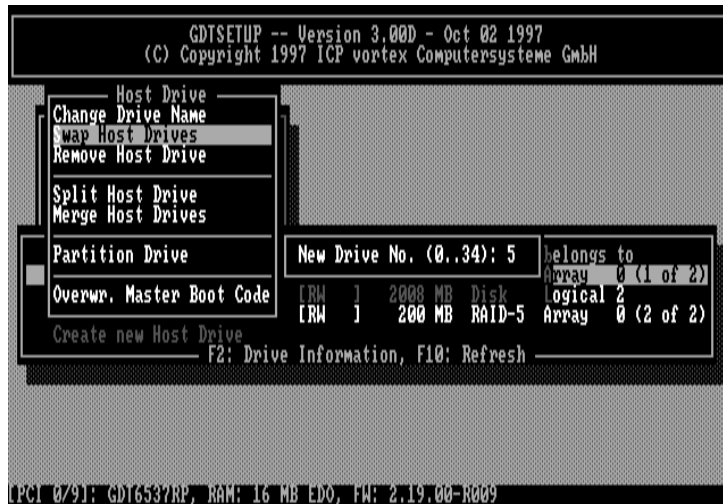 GDTSETUP -- Version 3.00D - Oct 02 1997
(C) Copyright 1997 ICP vortex Computersysteme GmbH
Host Drive
Change Drive Name
Swap Host Drives
Remove Host Drive
Split Host Drive
Merge Host Drives
Partition Drive
Overwr. Master Boot Code
Create new Host Drive
New Drive No. (0..34): 5
belongs to
Array 0 (1 of 2)
[RW ] 2008 MB Disk Logical 2
[RW ] 200 MB RAID-5 Array 0 (2 of 2)
F2: Drive Information, F10: Refresh
[PCI 0/9]: GDT6537RP, RAM: 16 MB EDO, FW: 2.19.00-R009